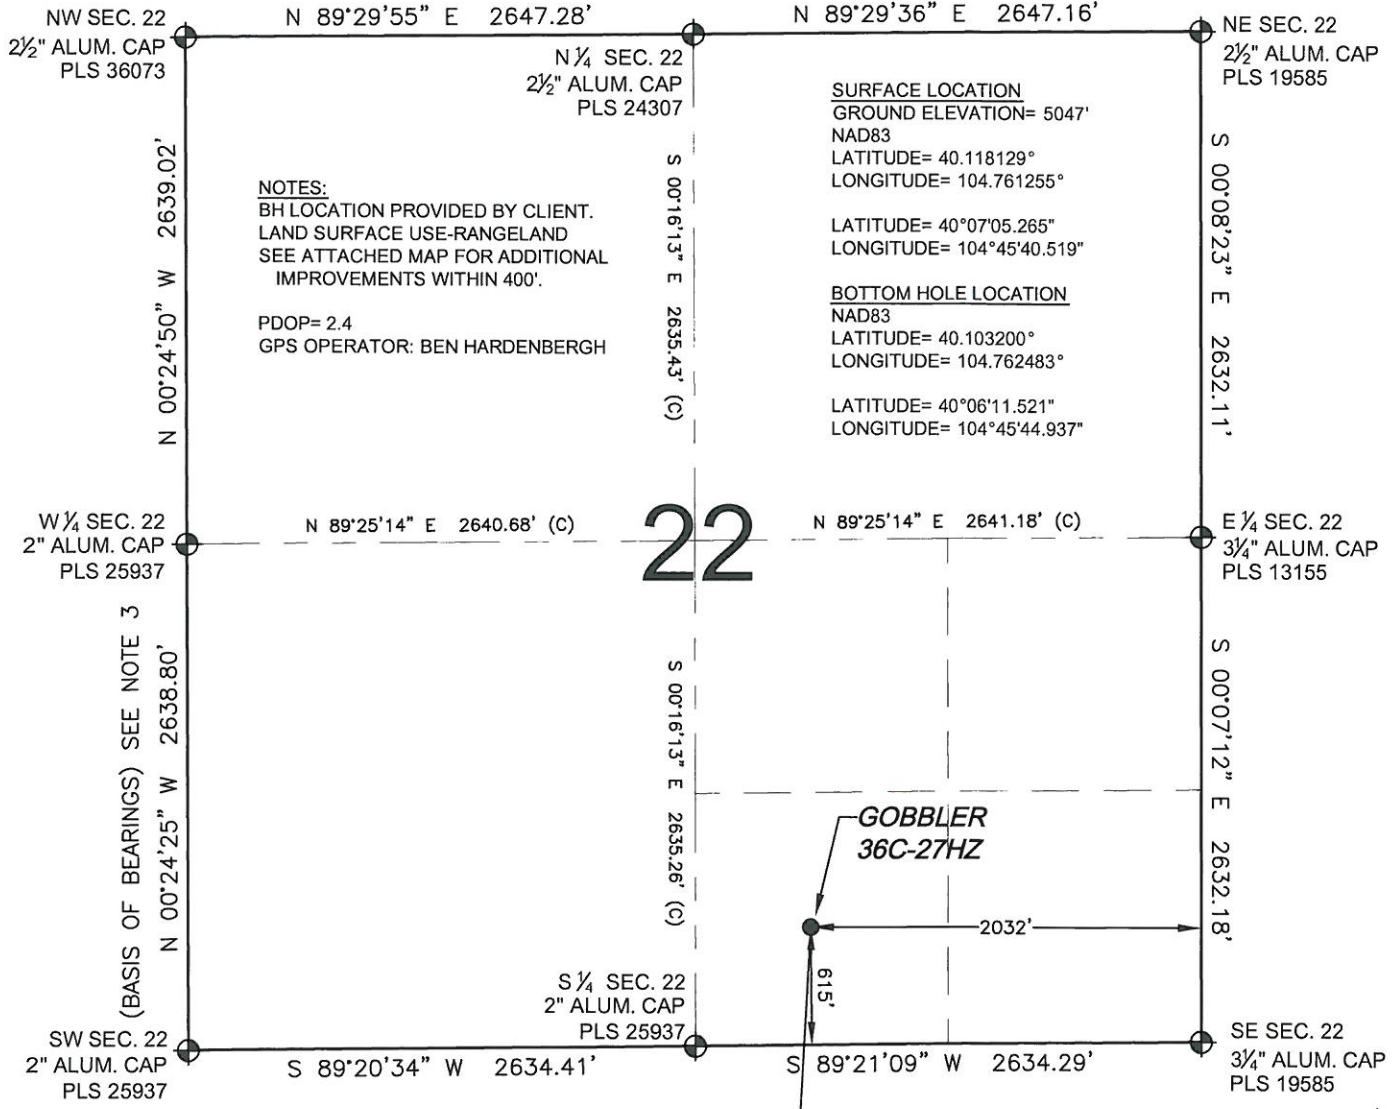 NW SEC. 22
2½" ALUM. CAP
PLS 36073
N 89°29'55" E 2647.28'
N ¼ SEC. 22
2½" ALUM. CAP
PLS 24307
N 89°29'36" E 2647.16'
NE SEC. 22
2½" ALUM. CAP
PLS 19585
N 00°24'50" W 2639.02'
NOTES:
BH LOCATION PROVIDED BY CLIENT.
LAND SURFACE USE-RANGELAND
SEE ATTACHED MAP FOR ADDITIONAL
IMPROVEMENTS WITHIN 400'.
PDOP= 2.4
GPS OPERATOR: BEN HARDENBERGH
S 00°16'13" E 2635.43' (C)
SURFACE LOCATION
GROUND ELEVATION= 5047'
NAD83
LATITUDE= 40.118129°
LONGITUDE= 104.761255°
LATITUDE= 40°07'05.265"
LONGITUDE= 104°45'40.519"
BOTTOM HOLE LOCATION
NAD83
LATITUDE= 40.103200°
LONGITUDE= 104.762483°
LATITUDE= 40°06'11.521"
LONGITUDE= 104°45'44.937"
S 00°08'23" E 2632.11'
W ¼ SEC. 22
2" ALUM. CAP
PLS 25937
N 89°25'14" E 2640.68' (C)
22
N 89°25'14" E 2641.18' (C)
E ¼ SEC. 22
3¼" ALUM. CAP
PLS 13155
(BASIS OF BEARINGS) SEE NOTE 3
N 00°24'25" W 2638.80'
S 00°16'13" E 2635.26' (C)
S 00°07'12" E 2632.18'
GOBBLER
36C-27HZ
2032'
615'
S ¼ SEC. 22
2" ALUM. CAP
PLS 25937
SW SEC. 22
2" ALUM. CAP
PLS 25937
S 89°20'34" W 2634.41'
S 89°21'09" W 2634.29'
SE SEC. 22
3¼" ALUM. CAP
PLS 19585